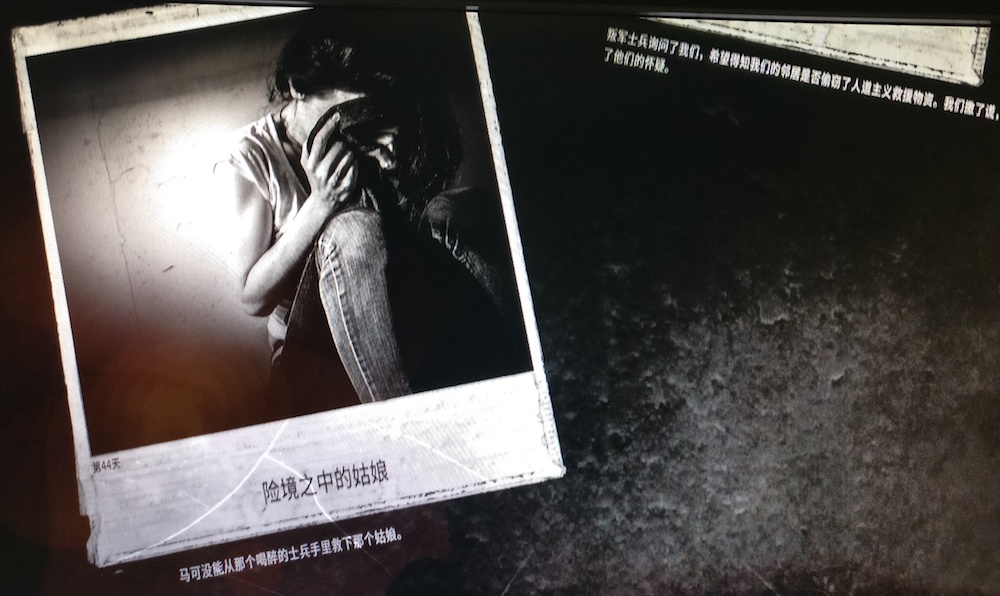 叛军士兵询问了我们，希望得知我们的邻居是否偷窃了人道主义救援物资。我们撒了谎，
了他们的怀疑。
第44天
险境之中的姑娘
马可没能从那个喝醉的士兵手里救下那个姑娘。